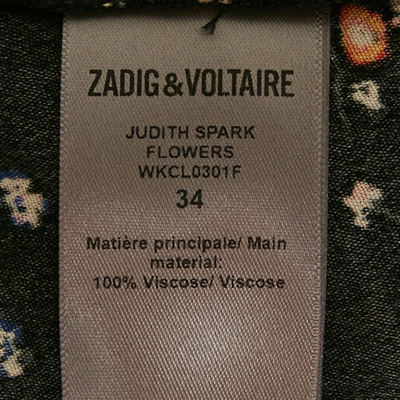 ZADIG&VOLTAIRE
JUDITH SPARK
FLOWERS
WKCL0301F
34
Matière principale/ Main
material:
100% Viscose/ Viscose